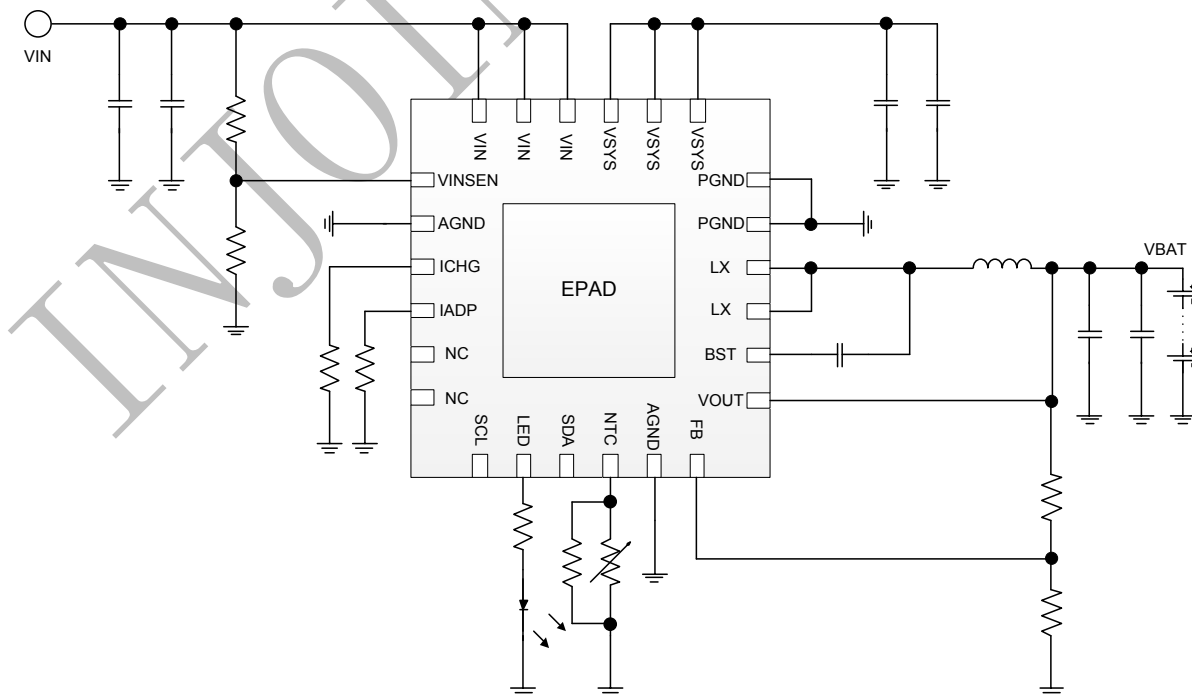 INJOI
VIN
VIN
VIN
VIN
VSYS
VSYS
VSYS
VINSEN
AGND
ICHG
IADP
NC
NC
EPAD
PGND
PGND
LX
LX
BST
VOUT
VBAT
SCL
LED
SDA
NTC
AGND
FB